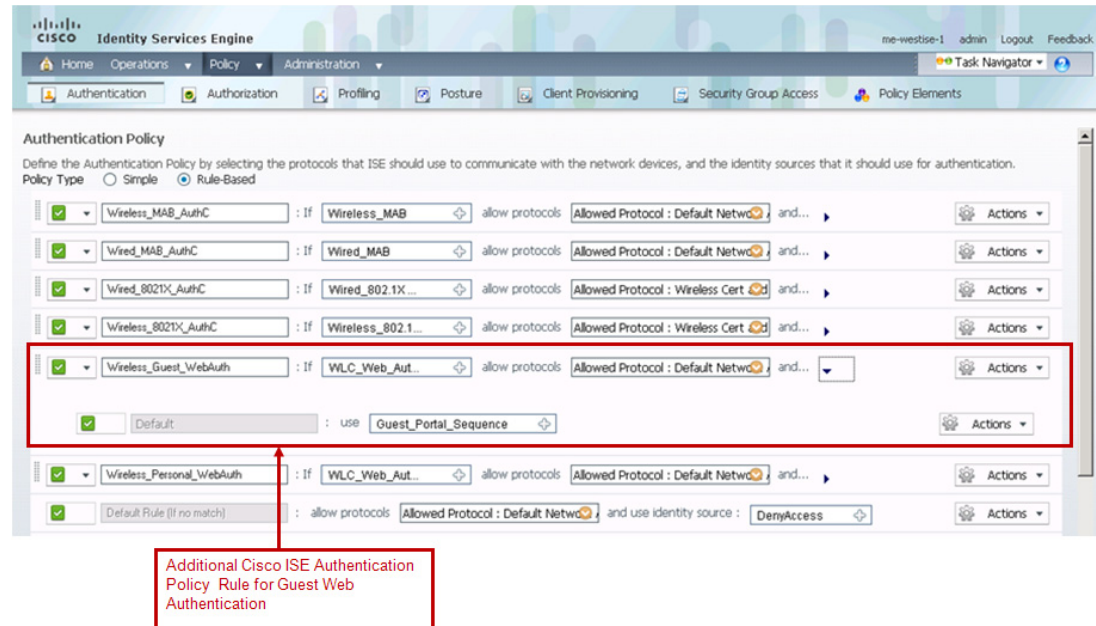 CISCO Identity Services Engine
me-westise-1 admin Logout Feedback
Home Operations Policy Administration
Task Navigator
Authentication Authorization Profiling Posture Client Provisioning Security Group Access Policy Elements
Authentication Policy
Define the Authentication Policy by selecting the protocols that ISE should use to communicate with the network devices, and the identity sources that it should use for authentication.
Policy Type Simple Rule-Based
Wireless_MAB_AuthC : If Wireless_MAB allow protocols Allowed Protocol : Default Netwo and... Actions
Wired_MAB_AuthC : If Wired_MAB allow protocols Allowed Protocol : Default Netwo and... Actions
Wired_8021X_AuthC : If Wired_802.1X ... allow protocols Allowed Protocol : Wireless Cert and... Actions
Wireless_8021X_AuthC : If Wireless_802.1... allow protocols Allowed Protocol : Wireless Cert and... Actions
Wireless_Guest_WebAuth : If WLC_Web_Aut... allow protocols Allowed Protocol : Default Netwo and... Actions
Default : use Guest_Portal_Sequence Actions
Wireless_Personal_WebAuth : If WLC_Web_Aut... allow protocols Allowed Protocol : Default Netwo and... Actions
Default Rule (If no match) : allow protocols Allowed Protocol : Default Netwo and use identity source : DenyAccess Actions
Additional Cisco ISE Authentication
Policy Rule for Guest Web
Authentication